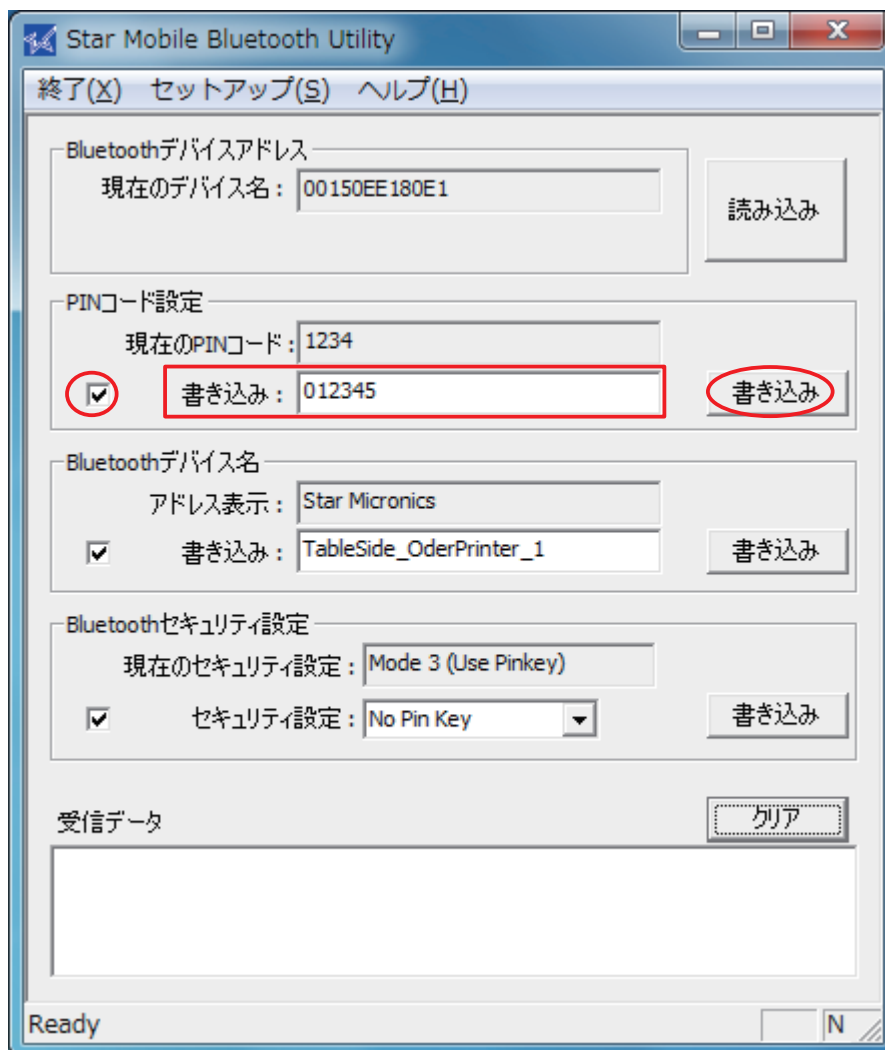 Star Mobile Bluetooth Utility
終了(X) セットアップ(S) ヘルプ(H)
Bluetoothデバイスアドレス
現在のデバイス名： 00150EE180E1
読み込み
PINコード設定
現在のPINコード： 1234
書き込み： 012345 書き込み
Bluetoothデバイス名
アドレス表示： Star Micronics
書き込み： TableSide_OderPrinter_1 書き込み
Bluetoothセキュリティ設定
現在のセキュリティ設定： Mode 3 (Use Pinkey)
セキュリティ設定： No Pin Key 書き込み
受信データ クリア
Ready N